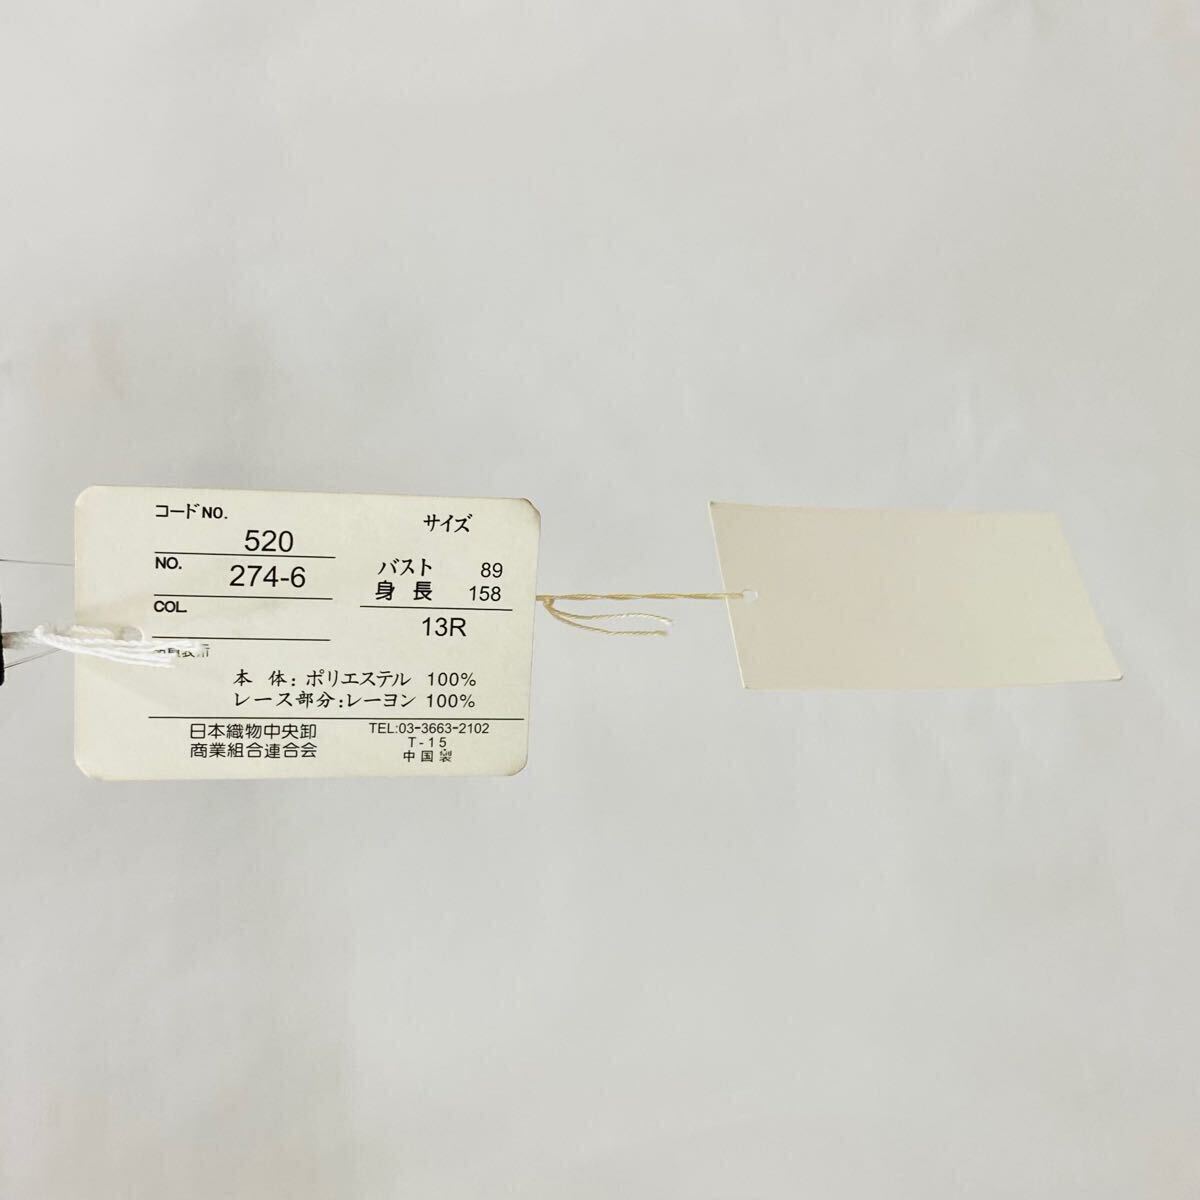 コードNO.
520
NO.
274-6
COL.
サイズ
バスト 89
身長 158
13R
本体:ポリエステル 100%
レース部分:レーヨン 100%
日本織物中央卸
商業組合連合会
TEL:03-3663-2102
T-15
中国製